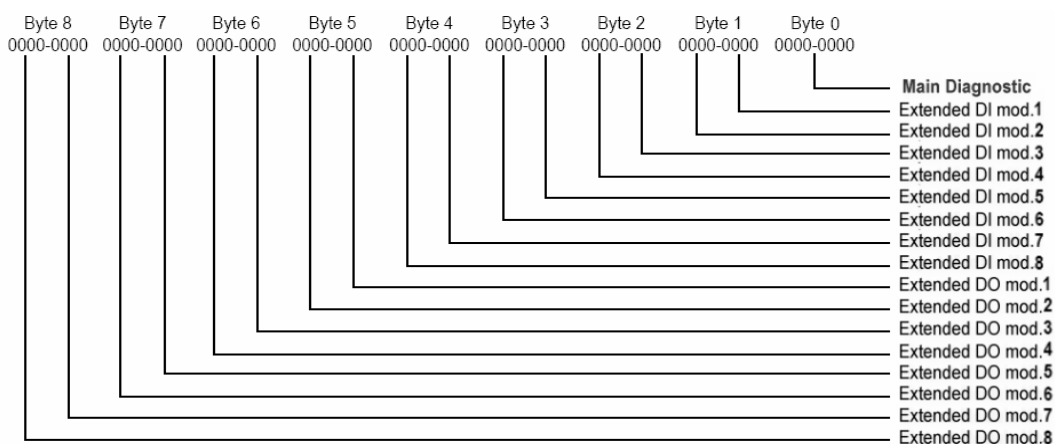 Byte 8 Byte 7 Byte 6 Byte 5 Byte 4 Byte 3 Byte 2 Byte 1 Byte 0
0000-0000 0000-0000 0000-0000 0000-0000 0000-0000 0000-0000 0000-0000 0000-0000 0000-0000
Main Diagnostic
Extended DI mod.1
Extended DI mod.2
Extended DI mod.3
Extended DI mod.4
Extended DI mod.5
Extended DI mod.6
Extended DI mod.7
Extended DI mod.8
Extended DO mod.1
Extended DO mod.2
Extended DO mod.3
Extended DO mod.4
Extended DO mod.5
Extended DO mod.6
Extended DO mod.7
Extended DO mod.8